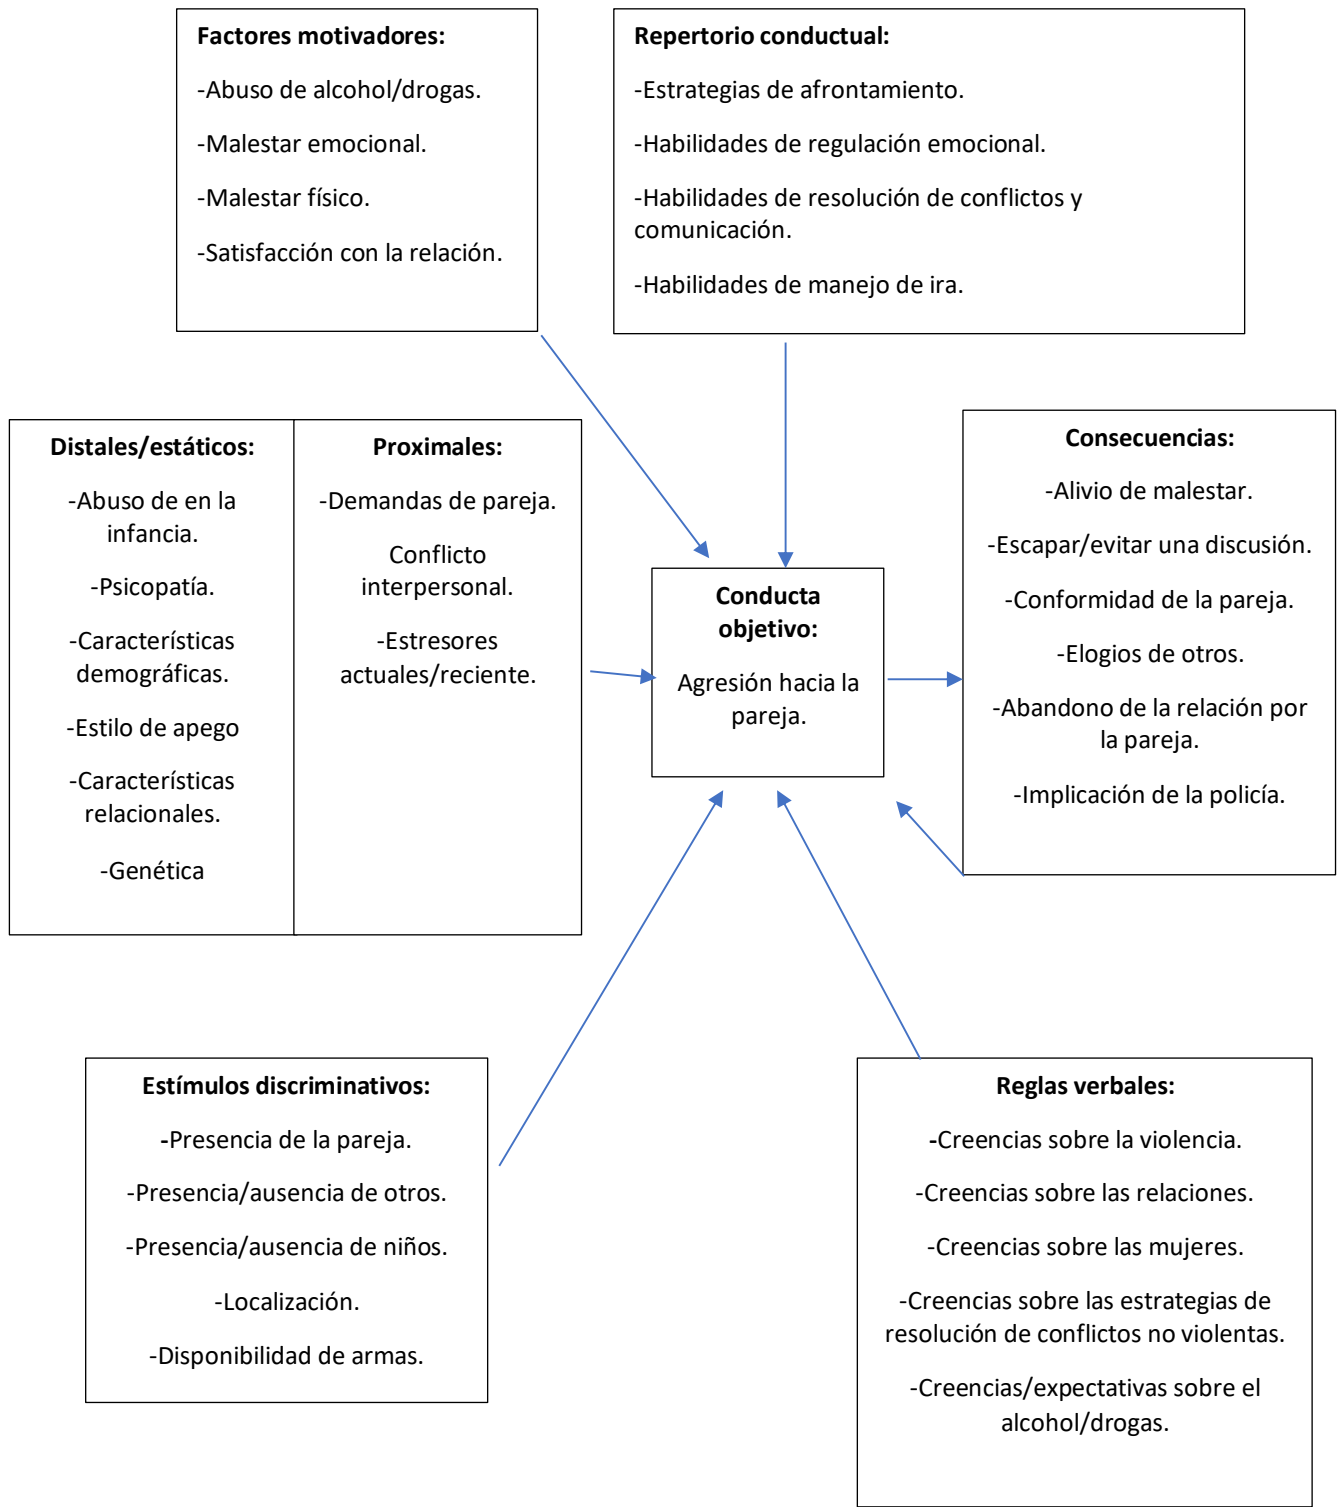 Factores motivadores:
-Abuso de alcohol/drogas.
-Malestar emocional.
-Malestar físico.
-Satisfacción con la relación.
Repertorio conductual:
-Estrategias de afrontamiento.
-Habilidades de regulación emocional.
-Habilidades de resolución de conflictos y
comunicación.
-Habilidades de manejo de ira.
Distales/estáticos:
-Abuso de en la
infancia.
-Psicopatía.
-Características
demográficas.
-Estilo de apego
-Características
relacionales.
-Genética
Proximales:
-Demandas de pareja.
Conflicto
interpersonal.
-Estresores
actuales/reciente.
Conducta
objetivo:
Agresión hacia la
pareja.
Consecuencias:
-Alivio de malestar.
-Escapar/evitar una discusión.
-Conformidad de la pareja.
-Elogios de otros.
-Abandono de la relación por
la pareja.
-Implicación de la policía.
Estímulos discriminativos:
-Presencia de la pareja.
-Presencia/ausencia de otros.
-Presencia/ausencia de niños.
-Localización.
-Disponibilidad de armas.
Reglas verbales:
-Creencias sobre la violencia.
-Creencias sobre las relaciones.
-Creencias sobre las mujeres.
-Creencias sobre las estrategias de
resolución de conflictos no violentas.
-Creencias/expectativas sobre el
alcohol/drogas.